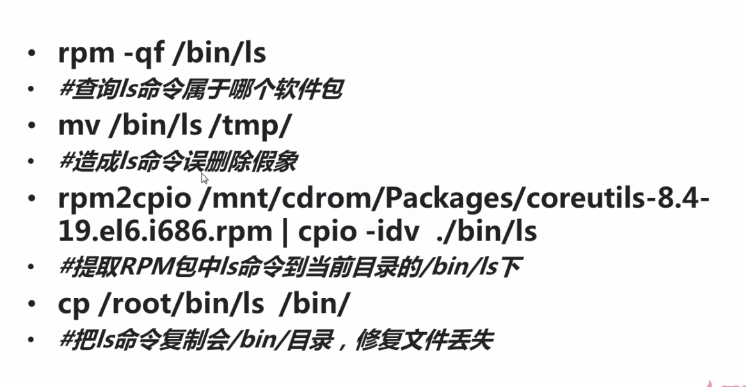 • rpm -qf /bin/ls
• #查询ls命令属于哪个软件包
• mv /bin/ls /tmp/
• #造成ls命令误删除假象
• rpm2cpio /mnt/cdrom/Packages/coreutils-8.4-
19.el6.i686.rpm | cpio -idv ./bin/ls
• #提取RPM包中ls命令到当前目录的/bin/ls下
• cp /root/bin/ls /bin/
• #把ls命令复制会/bin/目录，修复文件丢失